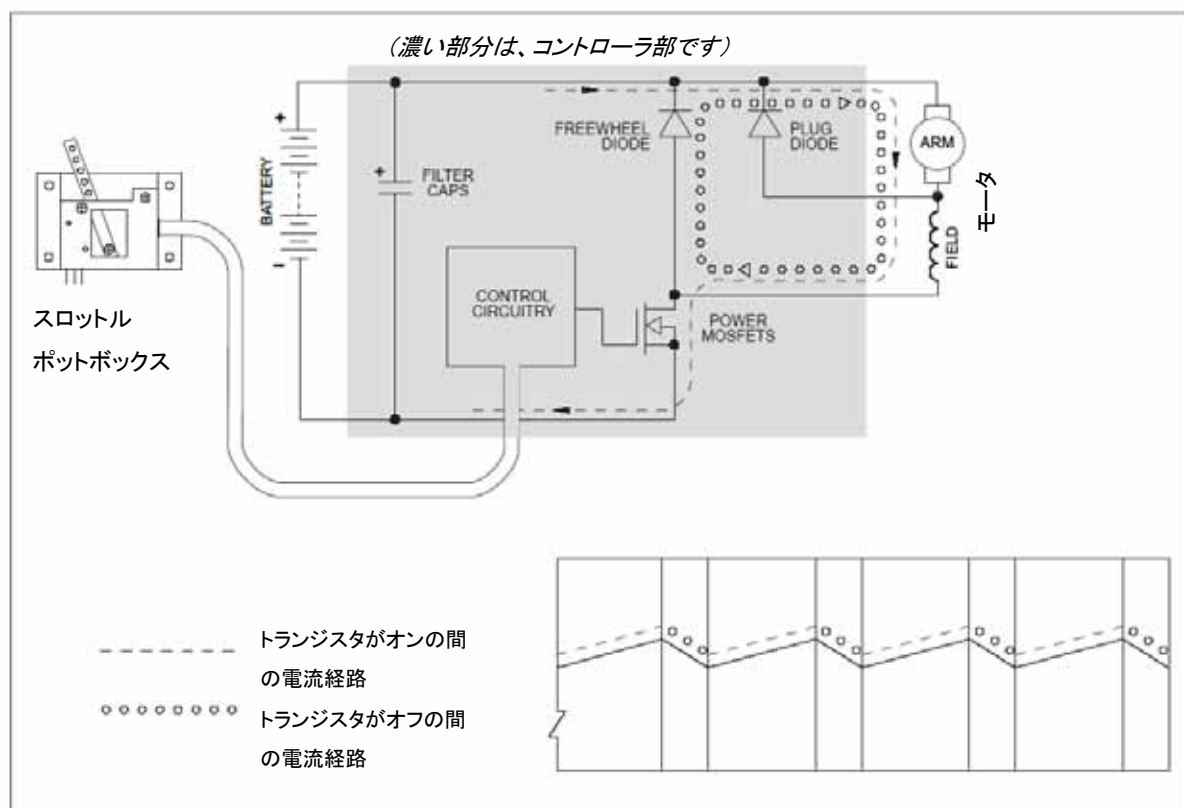 （濃い部分は、コントローラ部です）
FREEWHEEL
DIODE
PLUG
DIODE
ARM
モータ
FIELD
+
BATTERY
-
+
FILTER
CAPS
CONTROL
CIRCUITRY
POWER
MOSFETS
スロットル
ポットボックス
トランジスタがオンの間
の電流経路
トランジスタがオフの間
の電流経路